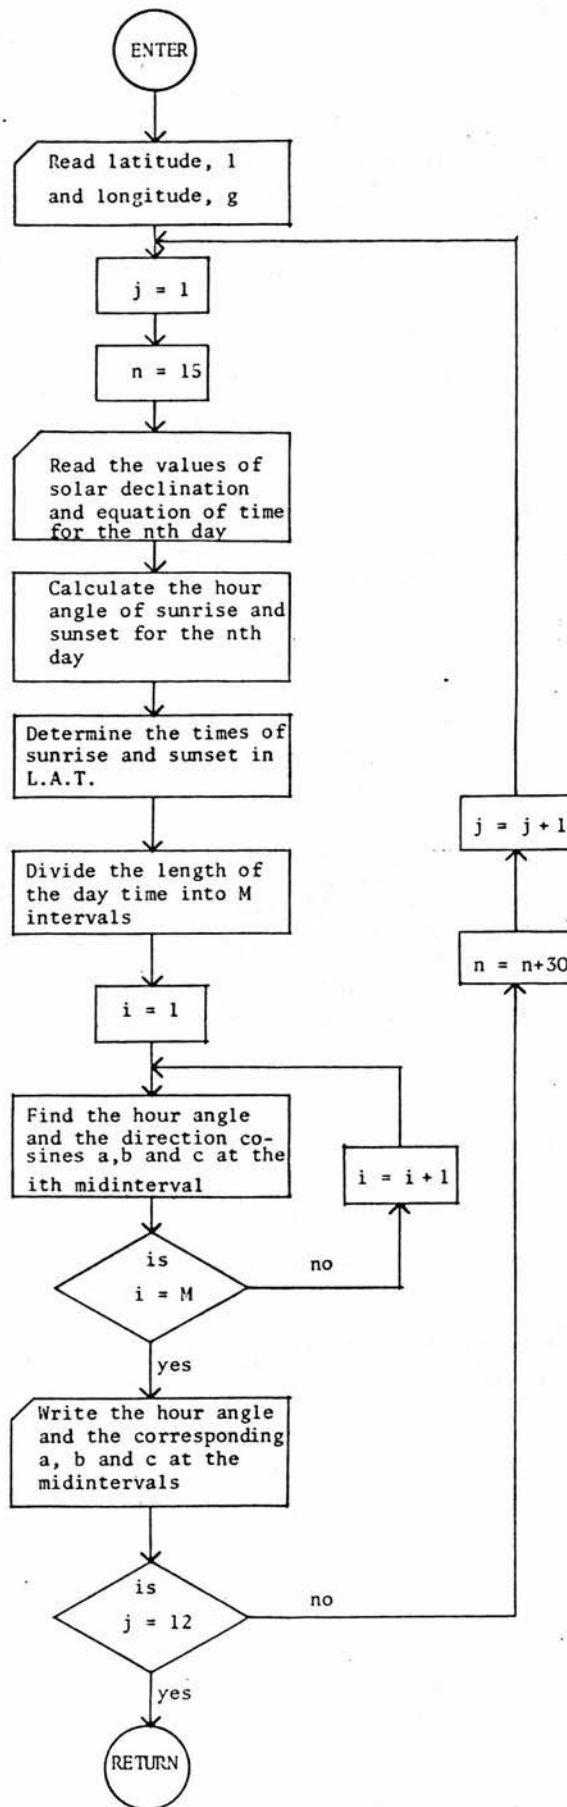 ENTER
Read latitude, l
and longitude, g
j = 1
n = 15
Read the values of
solar declination
and equation of time
for the nth day
Calculate the hour
angle of sunrise and
sunset for the nth
day
Determine the times of
sunrise and sunset in
L.A.T.
Divide the length of
the day time into M
intervals
i = 1
Find the hour angle
and the direction co-
sines a,b and c at the
ith midinterval
i = i + 1
is
i = M
no
yes
Write the hour angle
and the corresponding
a, b and c at the
midintervals
is
j = 12
no
n = n+30
j = j + 1
yes
RETURN